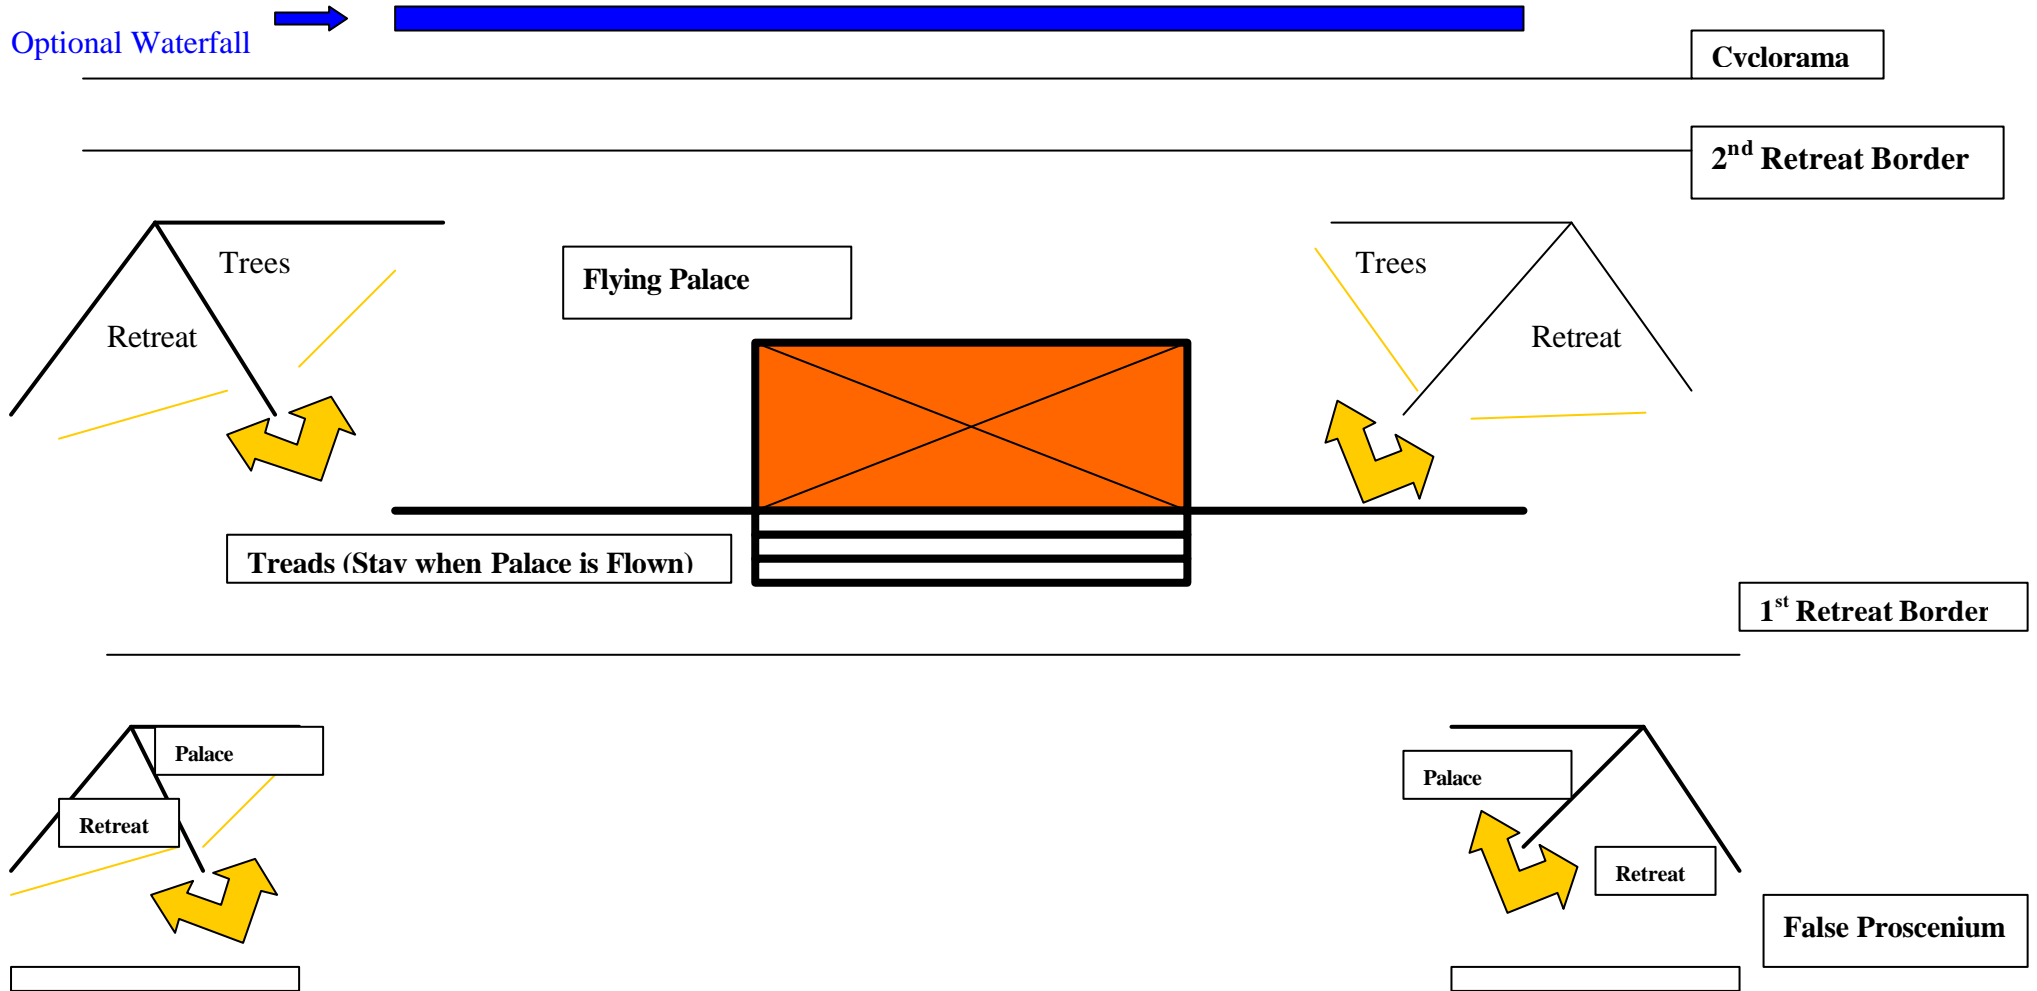 Optional Waterfall
Cyclorama
2nd Retreat Border
Trees
Flying Palace
Trees
Retreat
Retreat
Treads (Stay when Palace is Flown)
1st Retreat Border
Palace
Palace
Retreat
Retreat
False Proscenium